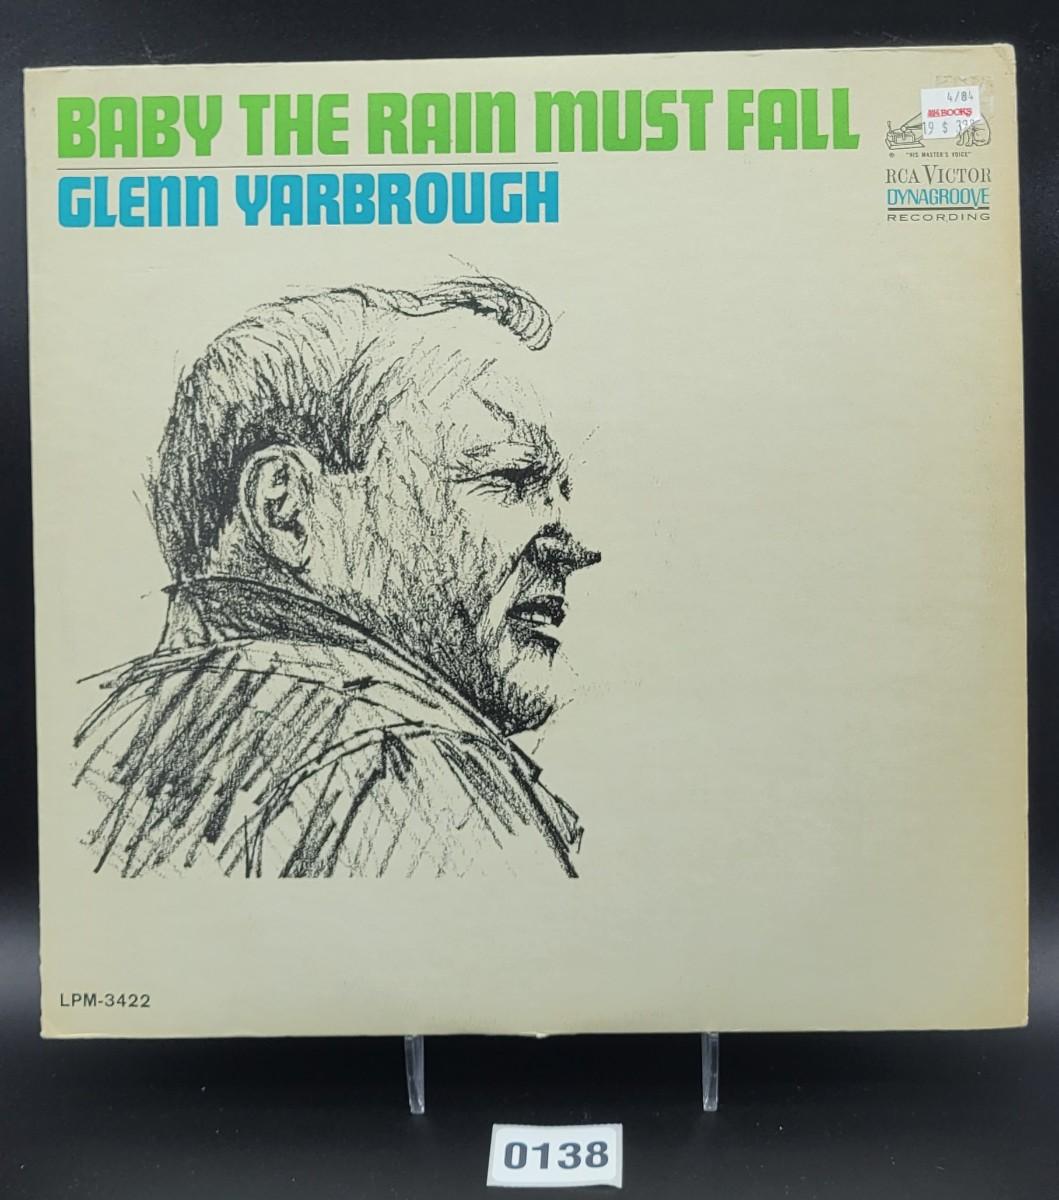 BABY THE RAIN MUST FALL
GLENN YARBROUGH
4/84
BOOKS
19 $
"HIS MASTER'S VOICE"
RCA VICTOR
DYNAGROOVE
RECORDING
LPM-3422
0138